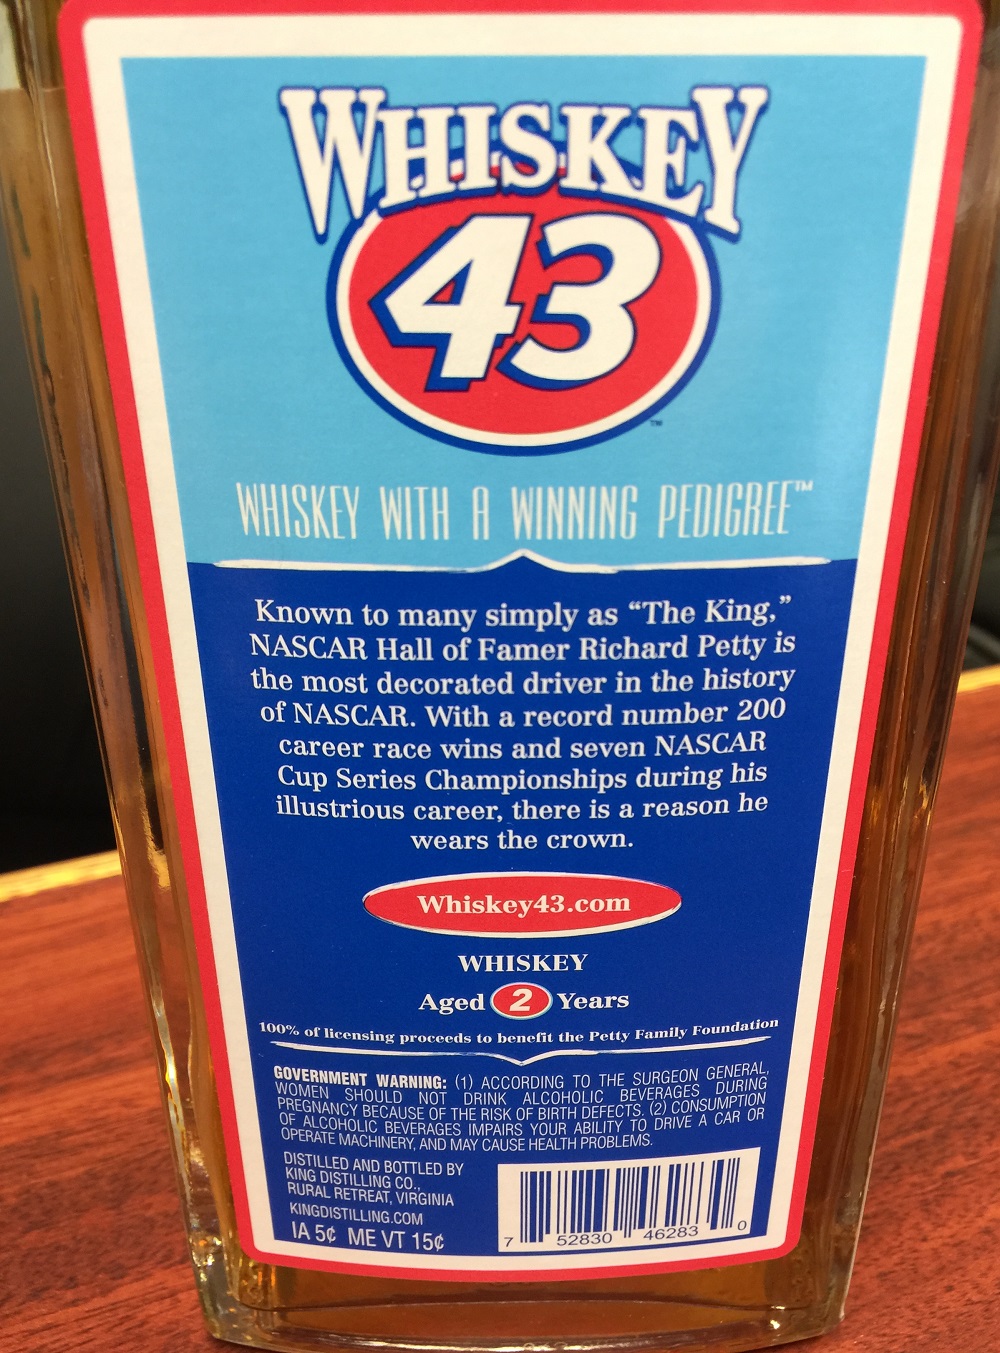 WHISKEY
43
™
WHISKEY WITH A WINNING PEDIGREE™
Known to many simply as “The King,”
NASCAR Hall of Famer Richard Petty is
the most decorated driver in the history
of NASCAR. With a record number 200
career race wins and seven NASCAR
Cup Series Championships during his
illustrious career, there is a reason he
wears the crown.
Whiskey43.com
WHISKEY
Aged 2 Years
100% of licensing proceeds to benefit the Petty Family Foundation
GOVERNMENT WARNING: (1) ACCORDING TO THE SURGEON GENERAL,
WOMEN SHOULD NOT DRINK ALCOHOLIC BEVERAGES DURING
PREGNANCY BECAUSE OF THE RISK OF BIRTH DEFECTS. (2) CONSUMPTION
OF ALCOHOLIC BEVERAGES IMPAIRS YOUR ABILITY TO DRIVE A CAR OR
OPERATE MACHINERY, AND MAY CAUSE HEALTH PROBLEMS.
DISTILLED AND BOTTLED BY
KING DISTILLING CO.,
RURAL RETREAT, VIRGINIA
KINGDISTILLING.COM
IA 5¢ ME VT 15¢
7 52830 46283 0